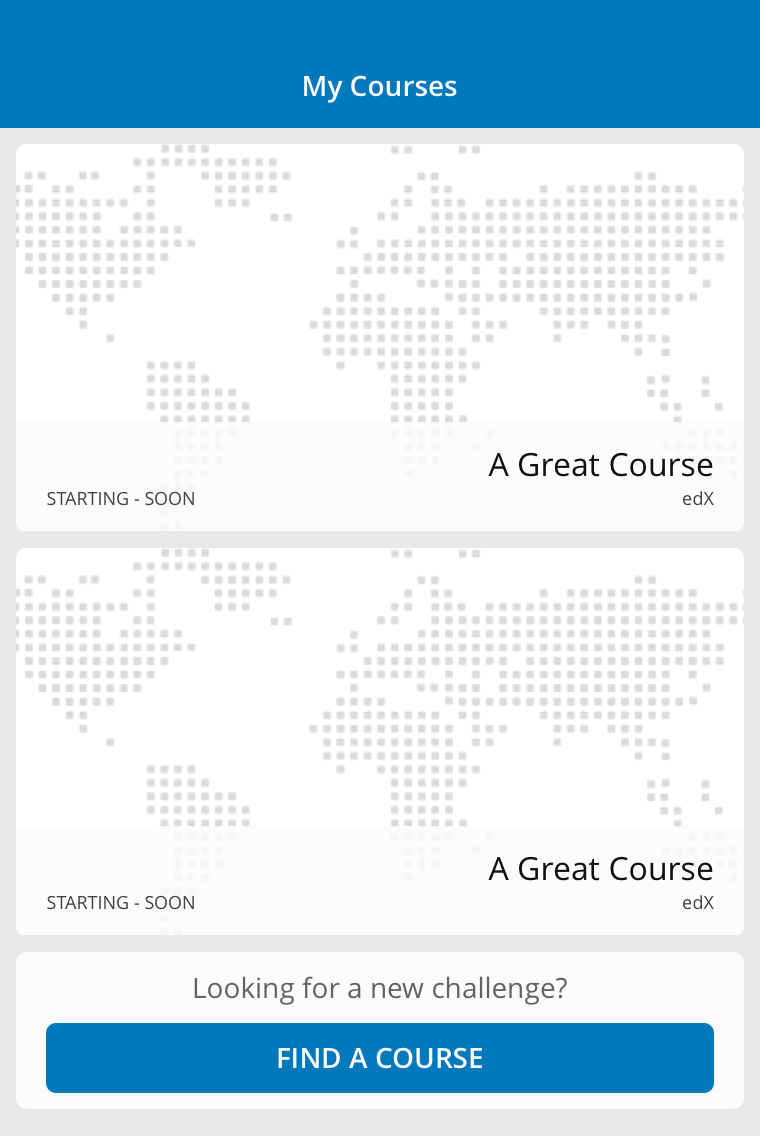 My Courses
A Great Course
STARTING - SOON edX
A Great Course
STARTING - SOON edX
Looking for a new challenge?
FIND A COURSE